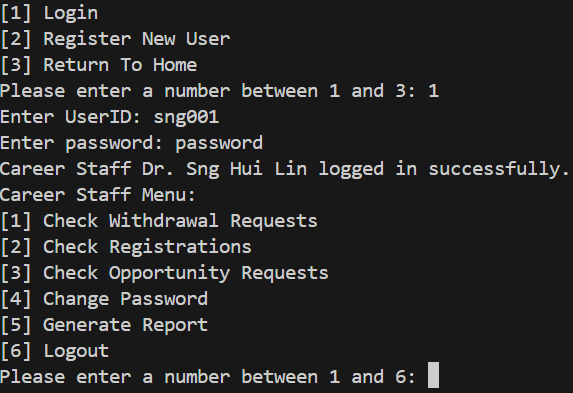 [1] Login
[2] Register New User
[3] Return To Home
Please enter a number between 1 and 3: 1
Enter UserID: sng001
Enter password: password
Career Staff Dr. Sng Hui Lin logged in successfully.
Career Staff Menu:
[1] Check Withdrawal Requests
[2] Check Registrations
[3] Check Opportunity Requests
[4] Change Password
[5] Generate Report
[6] Logout
Please enter a number between 1 and 6: